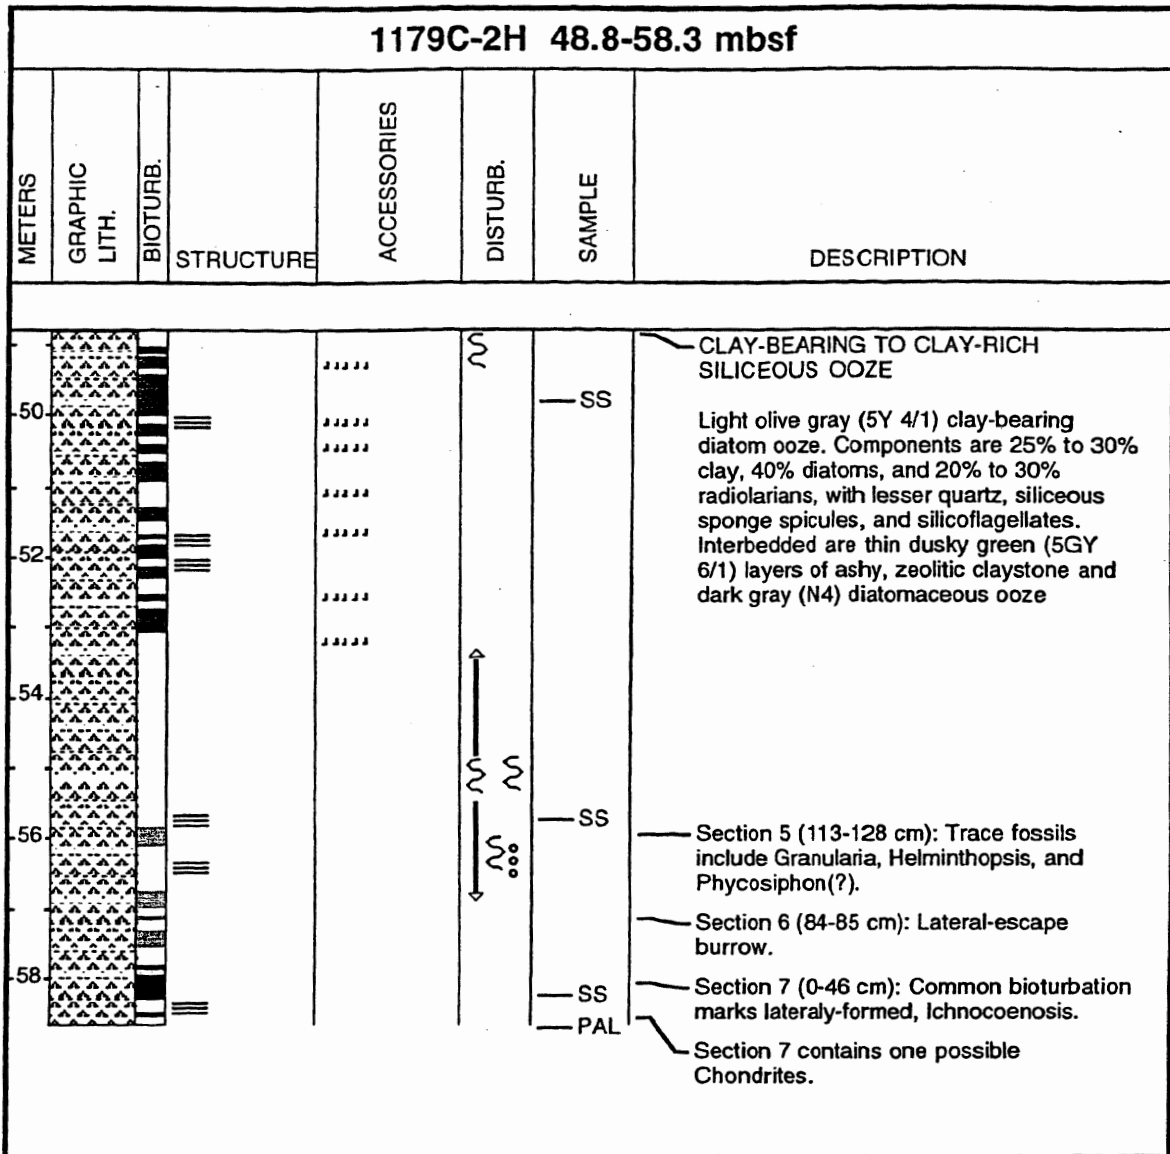 1179C-2H 48.8-58.3 mbsf
METERS
GRAPHIC
LITH.
BIOTURB.
STRUCTURE
ACCESSORIES
DISTURB.
SAMPLE
DESCRIPTION
CLAY-BEARING TO CLAY-RICH
SILICEOUS OOZE
SS
50
Light olive gray (5Y 4/1) clay-bearing
diatom ooze. Components are 25% to 30%
clay, 40% diatoms, and 20% to 30%
radiolarians, with lesser quartz, siliceous
sponge spicules, and silicoflagellates.
Interbedded are thin dusky green (5GY
6/1) layers of ashy, zeolitic claystone and
dark gray (N4) diatomaceous ooze
52
54
SS
56
Section 5 (113-128 cm): Trace fossils
include Granularia, Helminthopsis, and
Phycosiphon(?).
Section 6 (84-85 cm): Lateral-escape
burrow.
58
SS
Section 7 (0-46 cm): Common bioturbation
marks lateraly-formed, Ichnocoenosis.
PAL
Section 7 contains one possible
Chondrites.